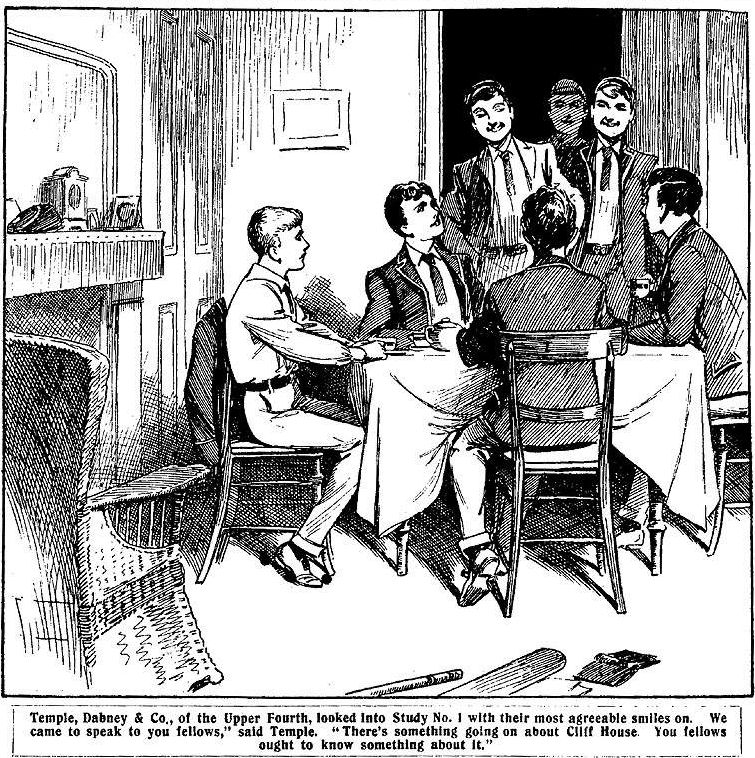 Temple, Dabney & Co., of the Upper Fourth, looked into Study No. 1 with their most agreeable smiles on. We
came to speak to you fellows," said Temple. "There's something going on about Cliff House. You fellows
ought to know something about it."